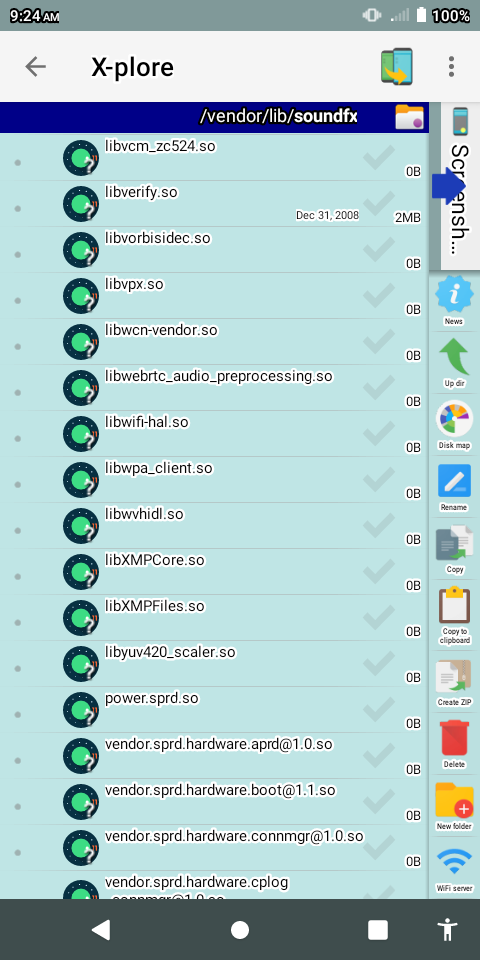 9:24 AM 100%
X-plore
/vendor/lib/soundfx
Screensh...
libvcm_zc524.so
0B
libverify.so
Dec 31, 2008 2MB
libvorbisidec.so
0B
libvpx.so
0B
libwcn-vendor.so
0B
libwebrtc_audio_preprocessing.so
0B
libwifi-hal.so
0B
libwpa_client.so
0B
libwvhidl.so
0B
libXMPCore.so
0B
libXMPFiles.so
0B
libyuv420_scaler.so
0B
power.sprd.so
0B
vendor.sprd.hardware.aprd@1.0.so
0B
vendor.sprd.hardware.boot@1.1.so
0B
vendor.sprd.hardware.connmgr@1.0.so
0B
vendor.sprd.hardware.cplog
_connmgr@1.0.so
News
Up dir
Disk map
Rename
Copy
Copy to
clipboard
Create ZIP
Delete
New folder
WiFi server